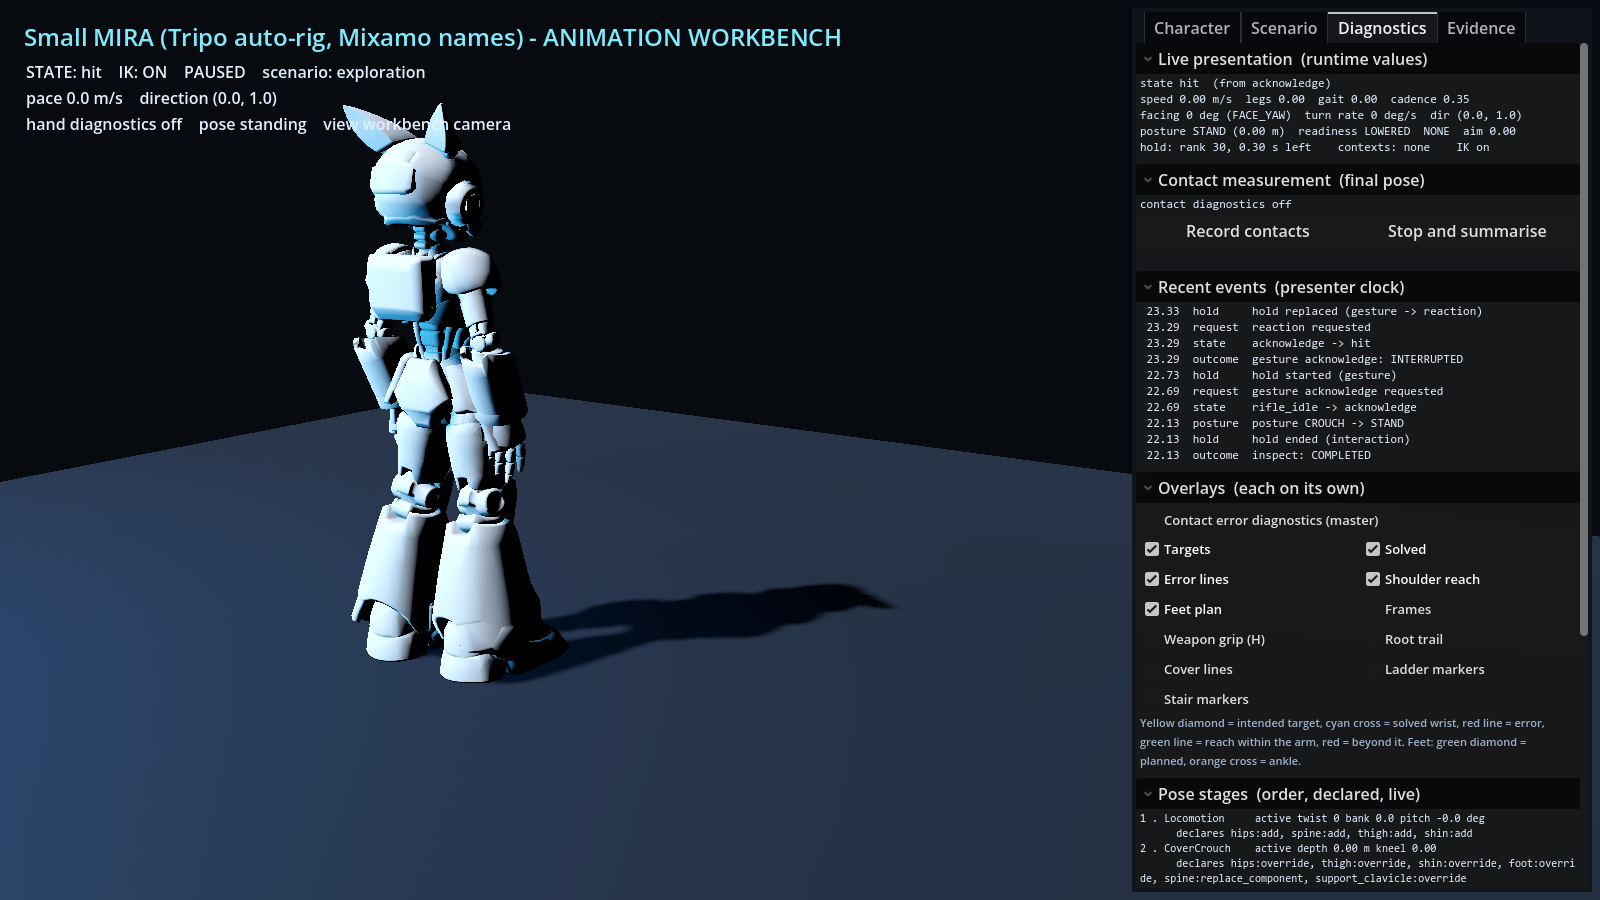 Small MIRA (Tripo auto-rig, Mixamo names) - ANIMATION WORKBENCH
STATE: hit IK: ON PAUSED scenario: exploration
pace 0.0 m/s direction (0.0, 1.0)
hand diagnostics off pose standing view workbench camera
Character Scenario Diagnostics Evidence
Live presentation (runtime values)
state hit (from acknowledge)
speed 0.00 m/s legs 0.00 gait 0.00 cadence 0.35
facing 0 deg (FACE_YAW) turn rate 0 deg/s dir (0.0, 1.0)
posture STAND (0.00 m) readiness LOWERED NONE aim 0.00
hold: rank 30, 0.30 s left contexts: none IK on
Contact measurement (final pose)
contact diagnostics off
Record contacts Stop and summarise
Recent events (presenter clock)
23.33 hold hold replaced (gesture -> reaction)
23.29 request reaction requested
23.29 state acknowledge -> hit
23.29 outcome gesture acknowledge: INTERRUPTED
22.73 hold hold started (gesture)
22.69 request gesture acknowledge requested
22.69 state rifle_idle -> acknowledge
22.13 posture posture CROUCH -> STAND
22.13 hold hold ended (interaction)
22.13 outcome inspect: COMPLETED
Overlays (each on its own)
Contact error diagnostics (master)
Targets Solved
Error lines Shoulder reach
Feet plan Frames
Weapon grip (H) Root trail
Cover lines Ladder markers
Stair markers
Yellow diamond = intended target, cyan cross = solved wrist, red line = error,
green line = reach within the arm, red = beyond it. Feet: green diamond =
planned, orange cross = ankle.
Pose stages (order, declared, live)
1 . Locomotion active twist 0 bank 0.0 pitch -0.0 deg
declares hips:add, spine:add, thigh:add, shin:add
2 . CoverCrouch active depth 0.00 m kneel 0.00
declares hips:override, thigh:override, shin:override, foot:overri
de, spine:replace_component, support_clavicle:override